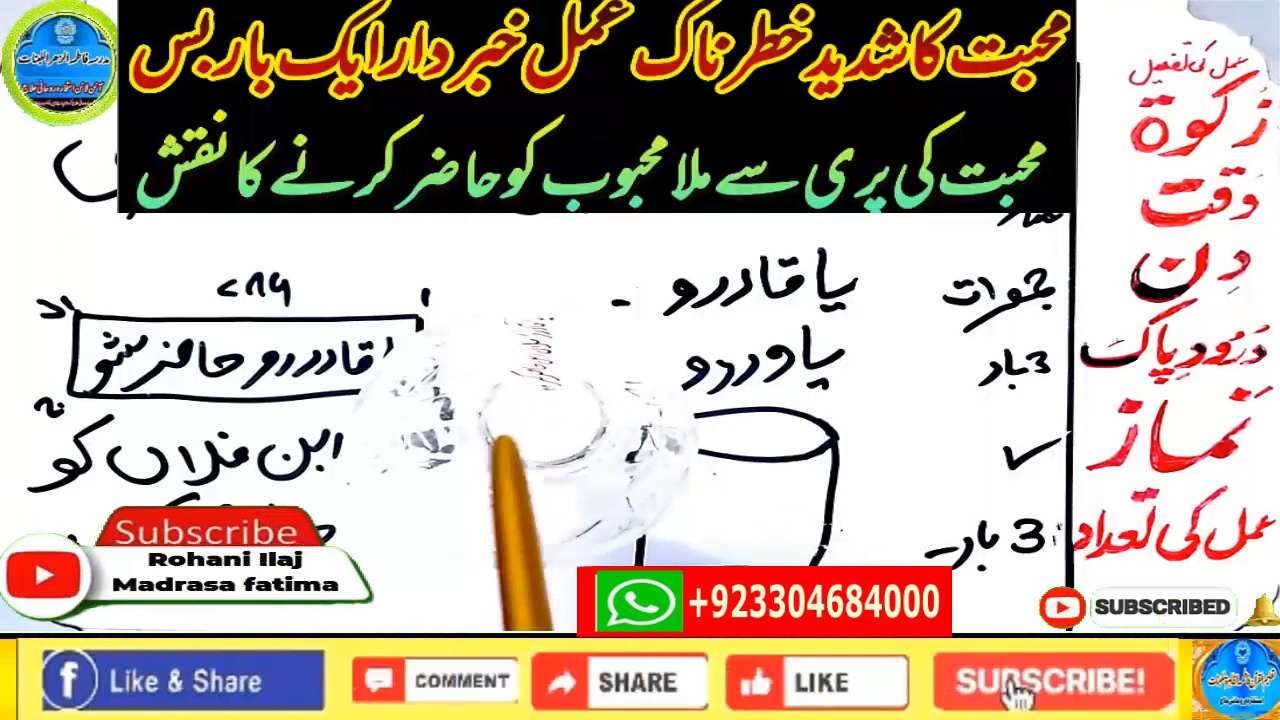 محبت کا شدید خطرناک عمل خبر دار ایک بار بس
محبت کی پری سے ملا محبوب کو حاضر کرنے کا نقش
عمل کی تفصیل
زکوۃ
وقت
دن
درود پاک
نماز
عمل کی تعداد
جمعرات
3 بار
3 بار
یا قادرو
یا وردو
۷۸۶
قادرو حاضر شو
ابن فلاں کو
Subscribe
Rohani Ilaj
Madrasa fatima
+923304684000
SUBSCRIBED
Like & Share
COMMENT
SHARE
LIKE
SUBSCRIBE!